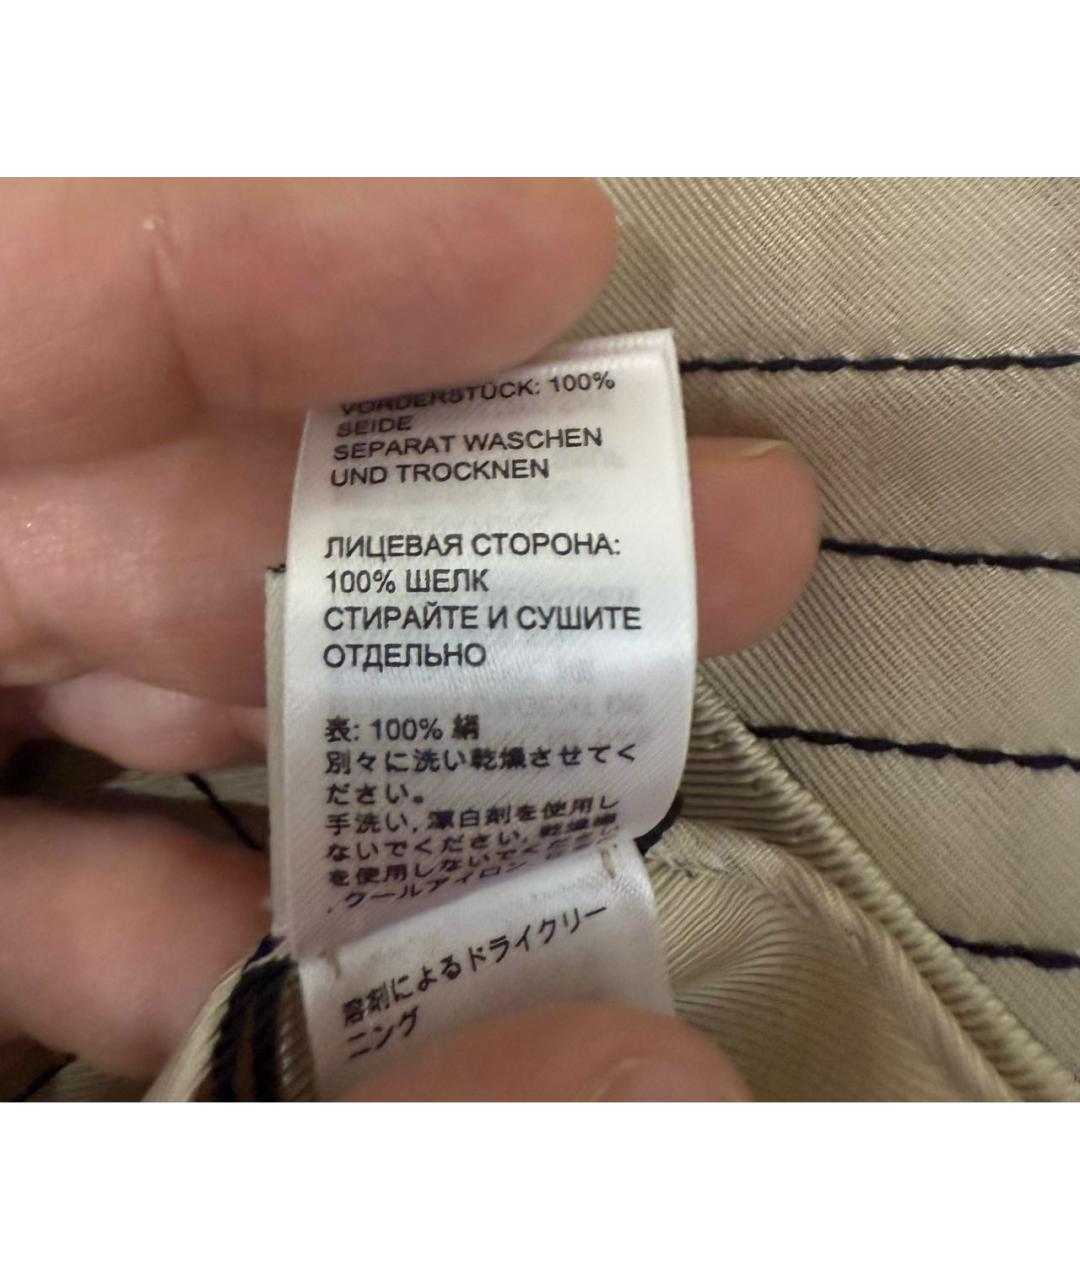 VORDERSTÜCK: 100%
SEIDE
SEPARAT WASCHEN
UND TROCKNEN
ЛИЦЕВАЯ СТОРОНА:
100% ШЕЛК
СТИРАЙТЕ И СУШИТЕ
ОТДЕЛЬНО
表: 100% 絹
別々に洗い乾燥させてく
ださい。
手洗い, 漂白剤を使用し
ないでください, 乾燥機
を使用しないでください
, クールアイロン,
溶剤によるドライクリー
ニング